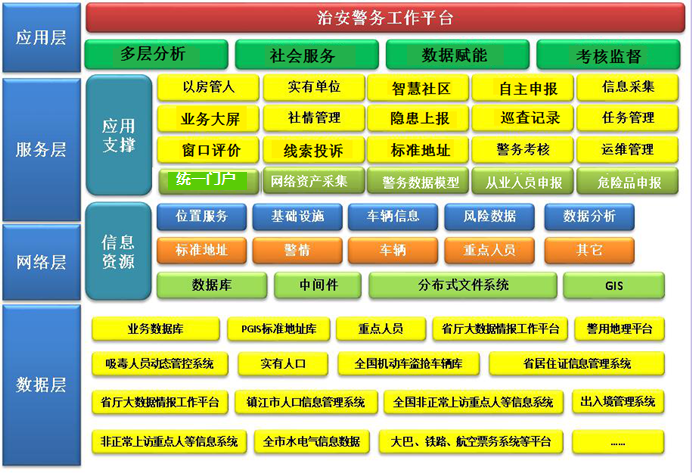 应用层
治安警务工作平台
多层分析 社会服务 数据赋能 考核监督
服务层
应用
支撑
以房管人 实有单位 智慧社区 自主申报 信息采集
业务大屏 社情管理 隐患上报 巡查记录 任务管理
窗口评价 线索投诉 标准地址 警务考核 运维管理
统一门户 网络资产采集 警务数据模型 从业人员申报 危险品申报
网络层
信息
资源
位置服务 基础设施 车辆信息 风险数据 数据分析
标准地址 警情 车辆 重点人员 其它
数据库 中间件 分布式文件系统 GIS
数据层
业务数据库 PGIS标准地址库 重点人员 省厅大数据情报工作平台 警用地理平台
吸毒人员动态管控系统 实有人口 全国机动车盗抢车辆库 省居住证信息管理系统
省厅大数据情报工作平台 镇江市人口信息管理系统 全国非正常上访重点人等信息系统 出入境管理系统
非正常上访重点人等信息系统 全市水电气信息数据 大巴、铁路、航空票务系统等平台 ……